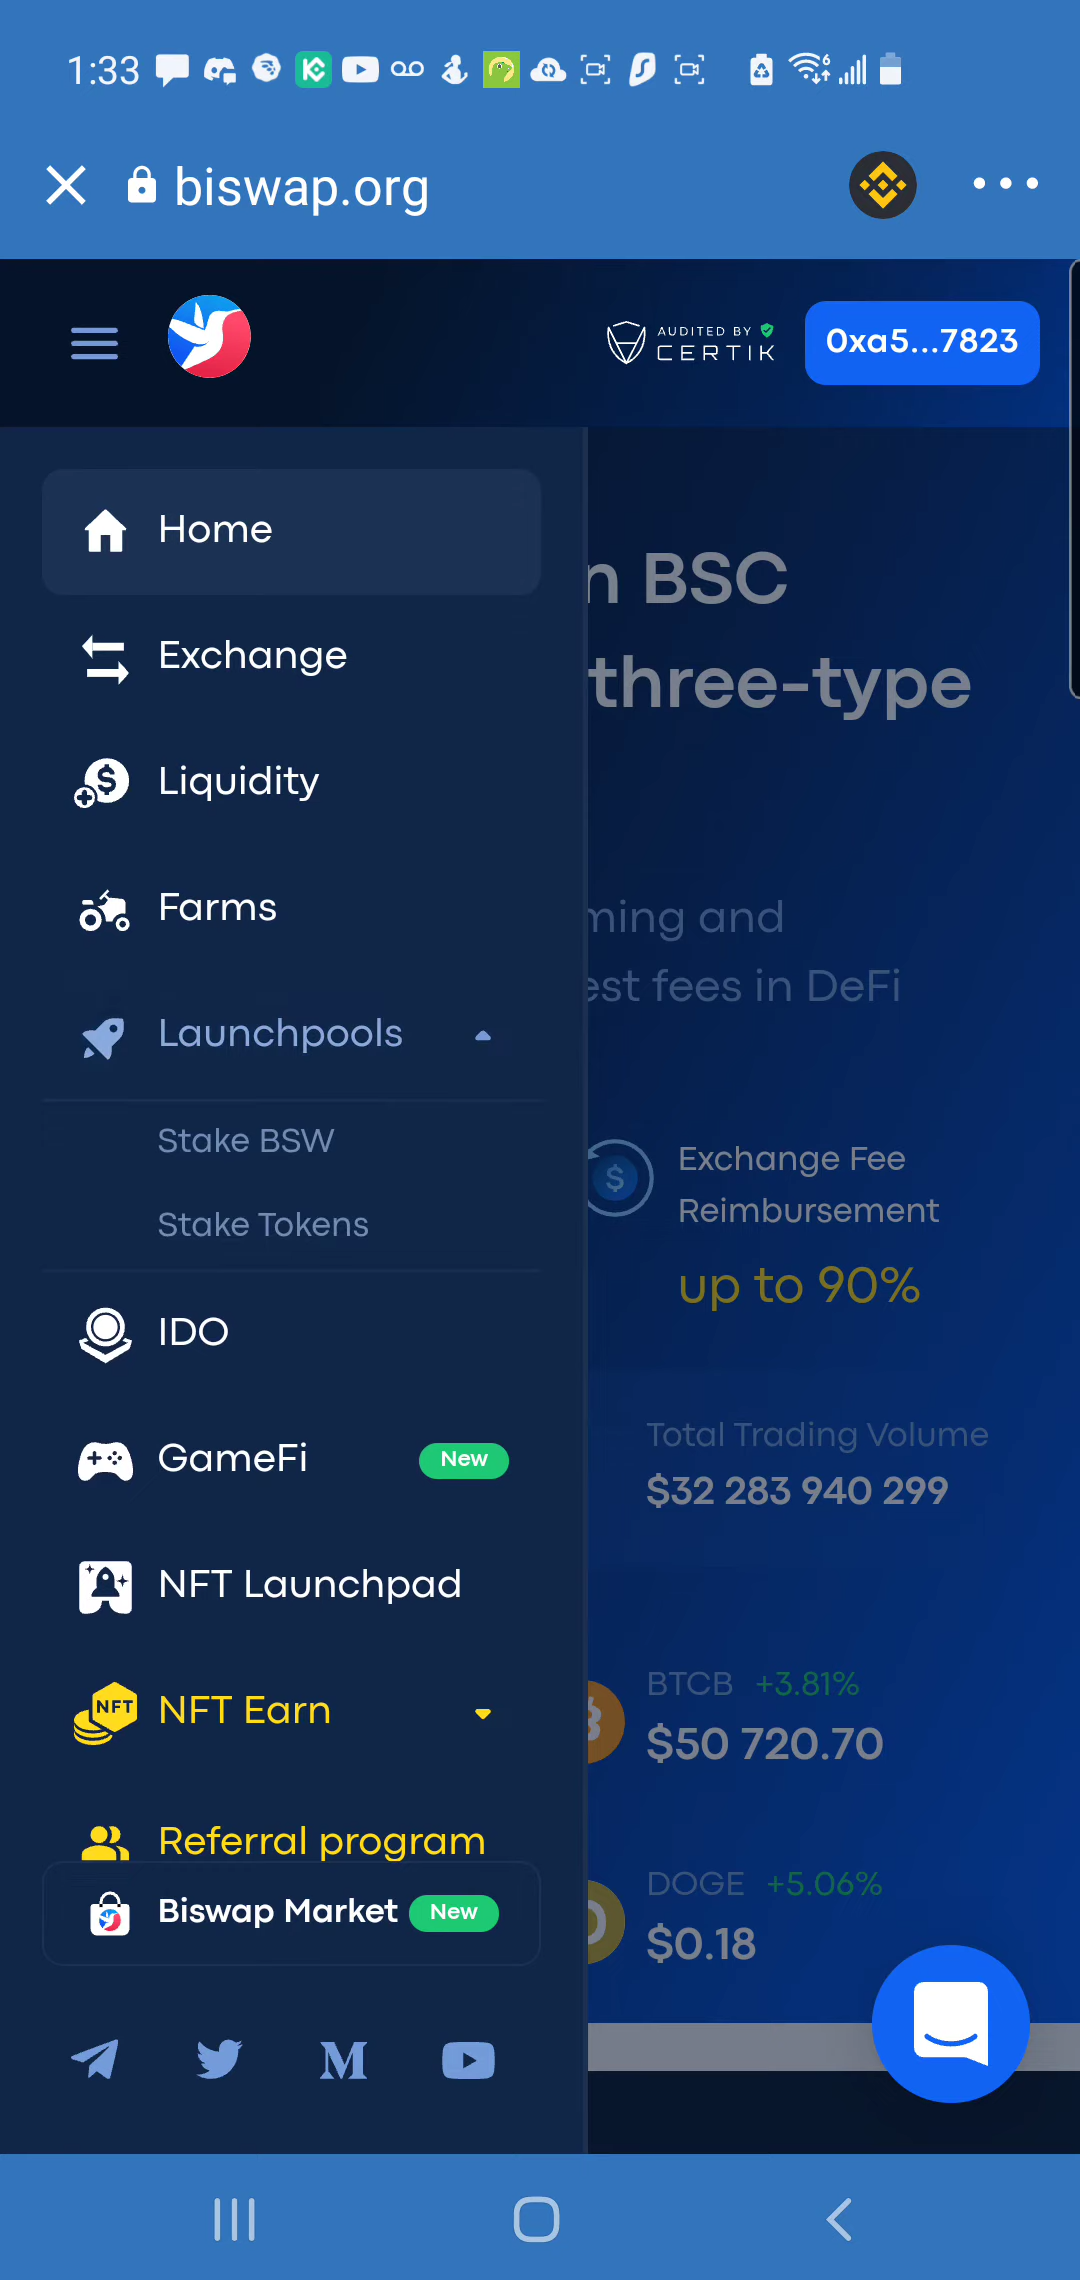 1:33
biswap.org
AUDITED BY
CERTIK
0xa5...7823
Home
Exchange
Liquidity
Farms
Launchpools
Stake BSW
Stake Tokens
IDO
GameFi New
NFT Launchpad
NFT
NFT Earn
Referral program
Biswap Market New
n BSC
three-type
ming and
est fees in DeFi
Exchange Fee
Reimbursement
up to 90%
Total Trading Volume
$32 283 940 299
BTCB +3.81%
$50 720.70
DOGE +5.06%
$0.18